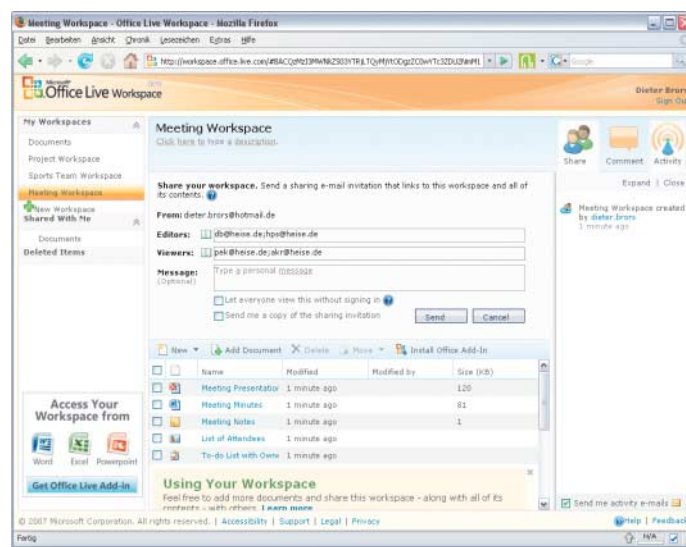 Meeting Workspace - Office Live Workspace - Mozilla Firefox
Datei Bearbeiten Ansicht Chronik Lesezeichen Extras Hilfe
Microsoft
Office Live Workspace
Dieter Brors
Sign Out
My Workspaces
Documents
Project Workspace
Sports Team Workspace
Meeting Workspace
New Workspace
Shared With Me
Documents
Deleted Items
Access Your
Workspace from
Word Excel Powerpoint
Get Office Live Add-in
Meeting Workspace
Click here to type a description.
Share your workspace. Send a sharing e-mail invitation that links to this workspace and all of
its contents.
From: dieter.brors@hotmail.de
Editors: db@heise.de;hps@heise.de
Viewers: pek@heise.de;akr@heise.de
Message: Type a personal message
(Optional)
Let everyone view this without signing in
Send me a copy of the sharing invitation
Send Cancel
New Add Document Delete Move Install Office Add-In
Name Modified Modified by Size (KB)
Meeting Presentation 1 minute ago 120
Meeting Minutes 1 minute ago 81
Meeting Notes 1 minute ago 1
List of Attendees 1 minute ago
To-do List with Owne 1 minute ago
Using Your Workspace
Feel free to add more documents and share this workspace - along with all of its
contents - with others. Learn more
Share Comment Activity
Expand | Close
Meeting Workspace created
by dieter.brors
1 minute ago
Send me activity e-mails
© 2007 Microsoft Corporation. All rights reserved. | Accessibility | Support | Legal | Privacy
Help | Feedback
Fertig
N/A